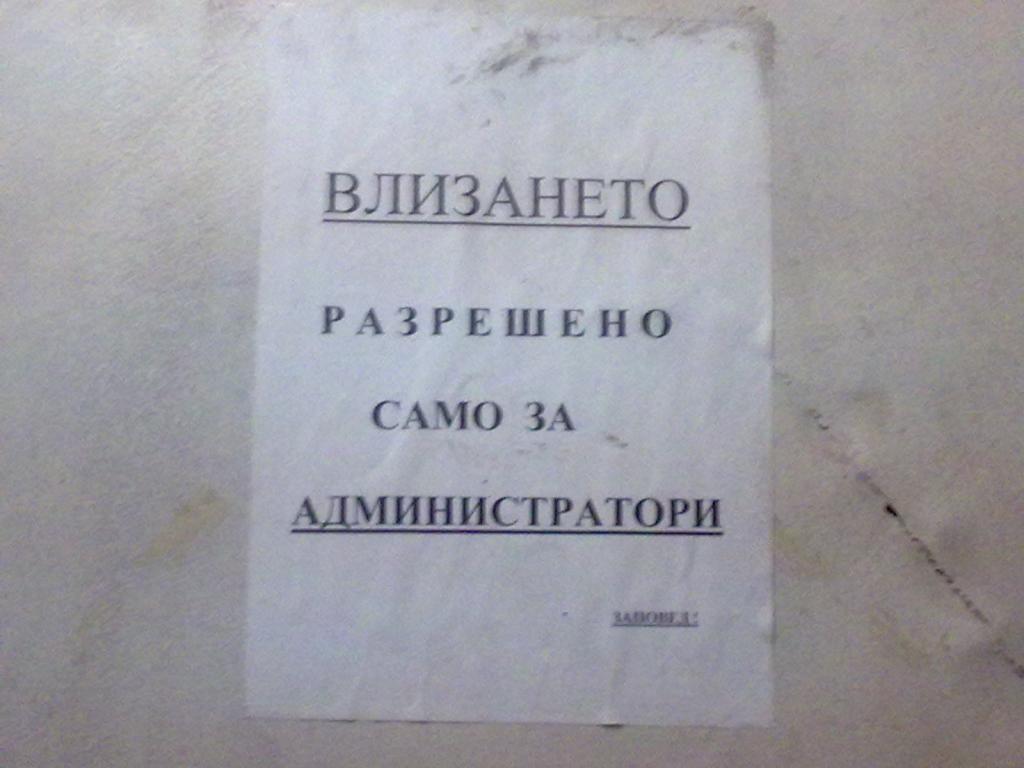 ВЛИЗАНЕТО
РАЗРЕШЕНО
САМО ЗА
АДМИНИСТРАТОРИ
ЗАПОВЕД!